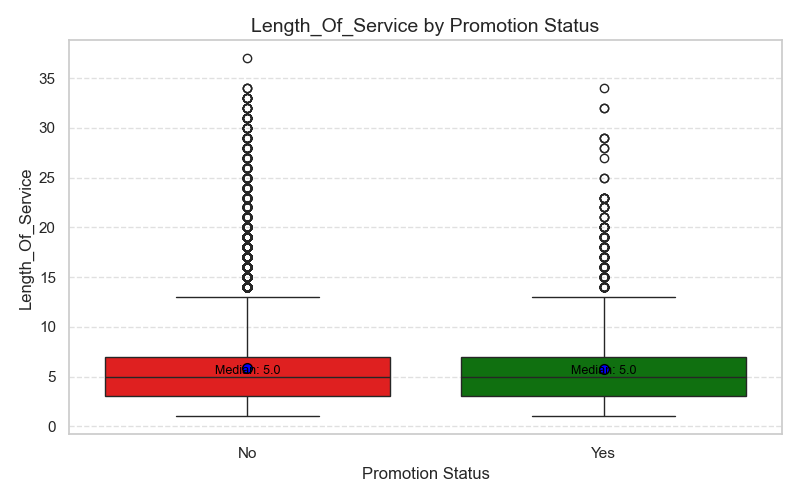 Length_Of_Service by Promotion Status
Length_Of_Service
35
30
25
20
15
10
5
0
Median: 5.0
Median: 5.0
No
Yes
Promotion Status